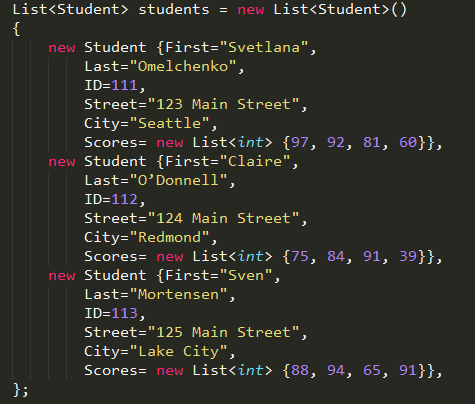 List<Student> students = new List<Student>()
{
    new Student {First="Svetlana",
        Last="Omelchenko",
        ID=111,
        Street="123 Main Street",
        City="Seattle",
        Scores= new List<int> {97, 92, 81, 60}},
    new Student {First="Claire",
        Last="O’Donnell",
        ID=112,
        Street="124 Main Street",
        City="Redmond",
        Scores= new List<int> {75, 84, 91, 39}},
    new Student {First="Sven",
        Last="Mortensen",
        ID=113,
        Street="125 Main Street",
        City="Lake City",
        Scores= new List<int> {88, 94, 65, 91}},
};